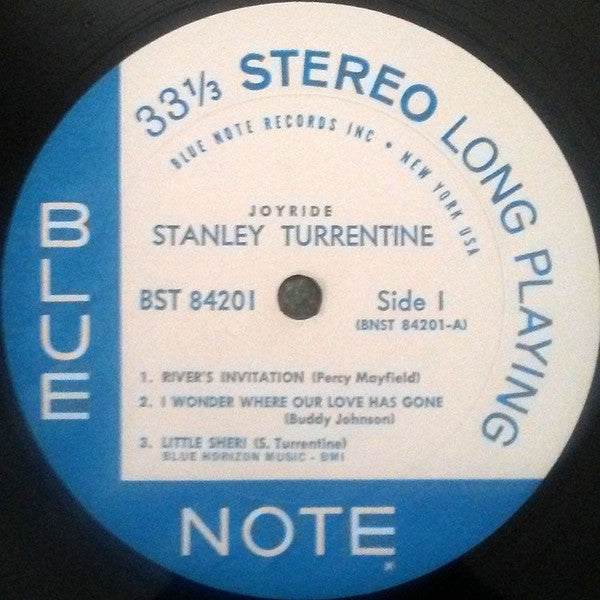 33⅓ STEREO LONG PLAYING
BLUE NOTE RECORDS INC • NEW YORK USA
JOYRIDE
STANLEY TURRENTINE
BST 84201
Side 1
(BNST 84201-A)
1. RIVER'S INVITATION (Percy Mayfield)
2. I WONDER WHERE OUR LOVE HAS GONE
(Buddy Johnson)
3. LITTLE SHERI (S. Turrentine)
BLUE HORIZON MUSIC - BMI
BLUE
NOTE